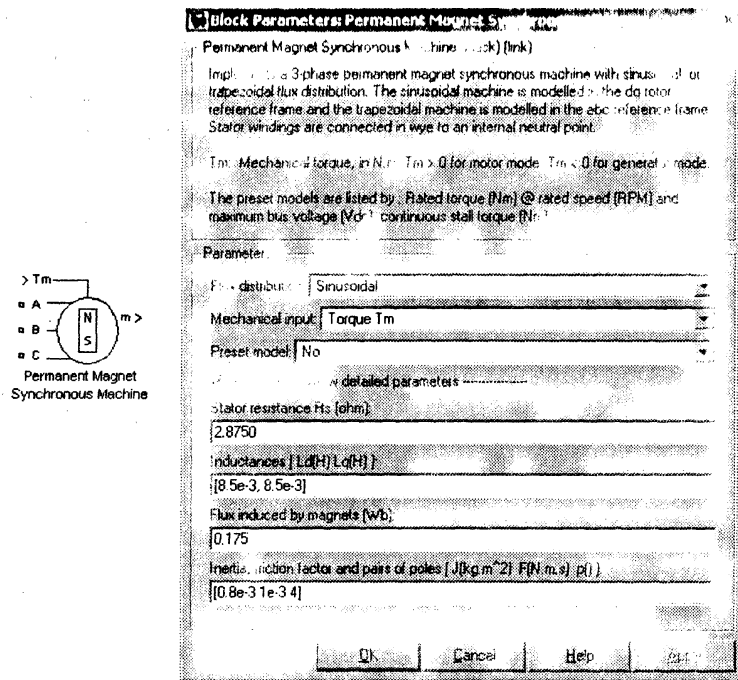 Block Parameters: Permanent Magnet
Permanent Magnet Synchronous (link)
a 3-phase permanent magnet synchronous machine with or
trapezoidal flux distribution. The sinusoidal machine is modelled the dq rotor
reference frame and the trapezoidal machine is modelled in the abc reference frame.
Stator windings are connected in wye to an internal neutral point.
Tm: Mechanical torque, in Tm > 0 for motor mode, Tm < 0 for mode.
The preset models are listed by : Rated torque (Nm) @ rated speed (RPM) and
maximum bus voltage continuous stall torque
Parameter
distribut Sinusoidal
Mechanical input: Torque Tm
Preset model: No
detailed parameters ------------
Stator resistance Rs (ohm):
2.8750
Inductances [ Ld(H) Lq(H) ]:
[8.5e-3, 8.5e-3]
Flux induced by magnets (Wb):
0.175
Inertia, friction factor and pairs of poles [ J(kg.m^2) F(N.m.s) p() ]:
[0.8e-3 1e-3 4]
OK Cancel Help
> Tm
A
N
m >
B
S
C
Permanent Magnet
Synchronous Machine